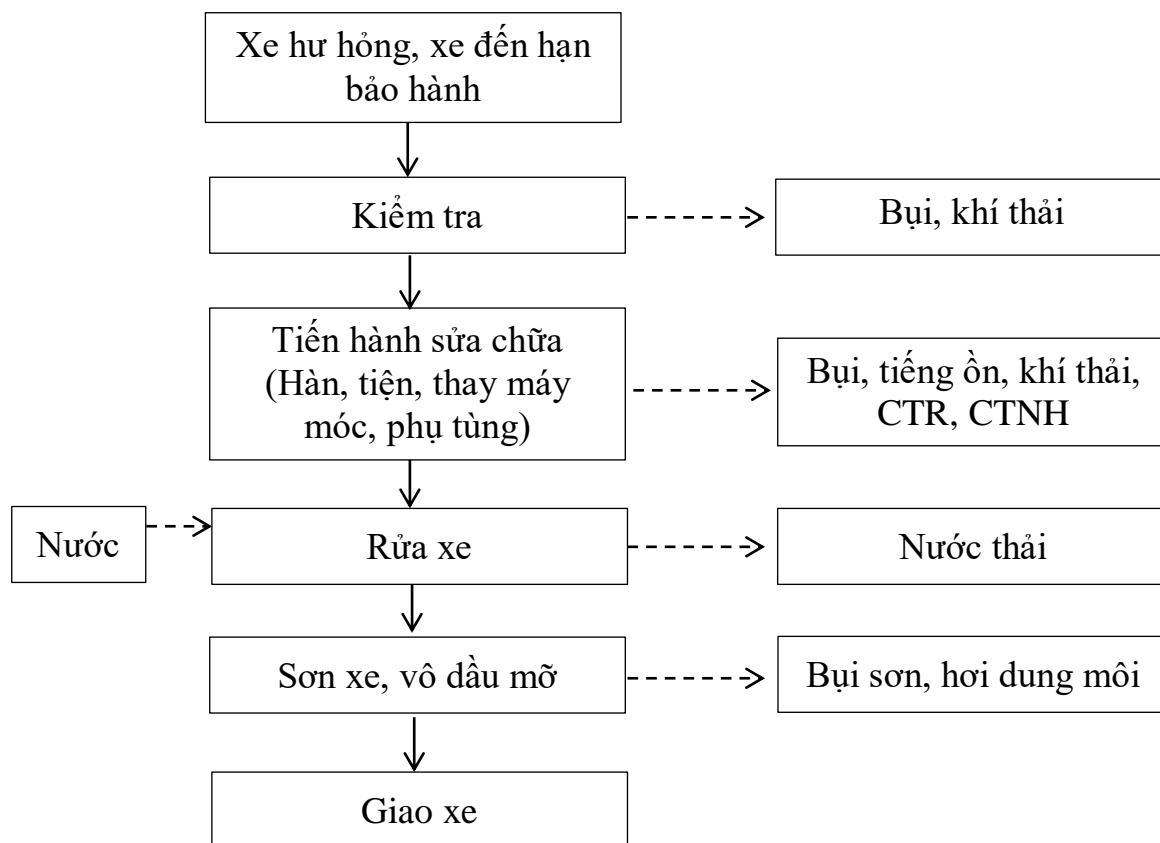 Xe hư hỏng, xe đến hạn
bảo hành
Kiểm tra
Bụi, khí thải
Tiến hành sửa chữa
(Hàn, tiện, thay máy
móc, phụ tùng)
Bụi, tiếng ồn, khí thải,
CTR, CTNH
Nước
Rửa xe
Nước thải
Sơn xe, vô dầu mỡ
Bụi sơn, hơi dung môi
Giao xe